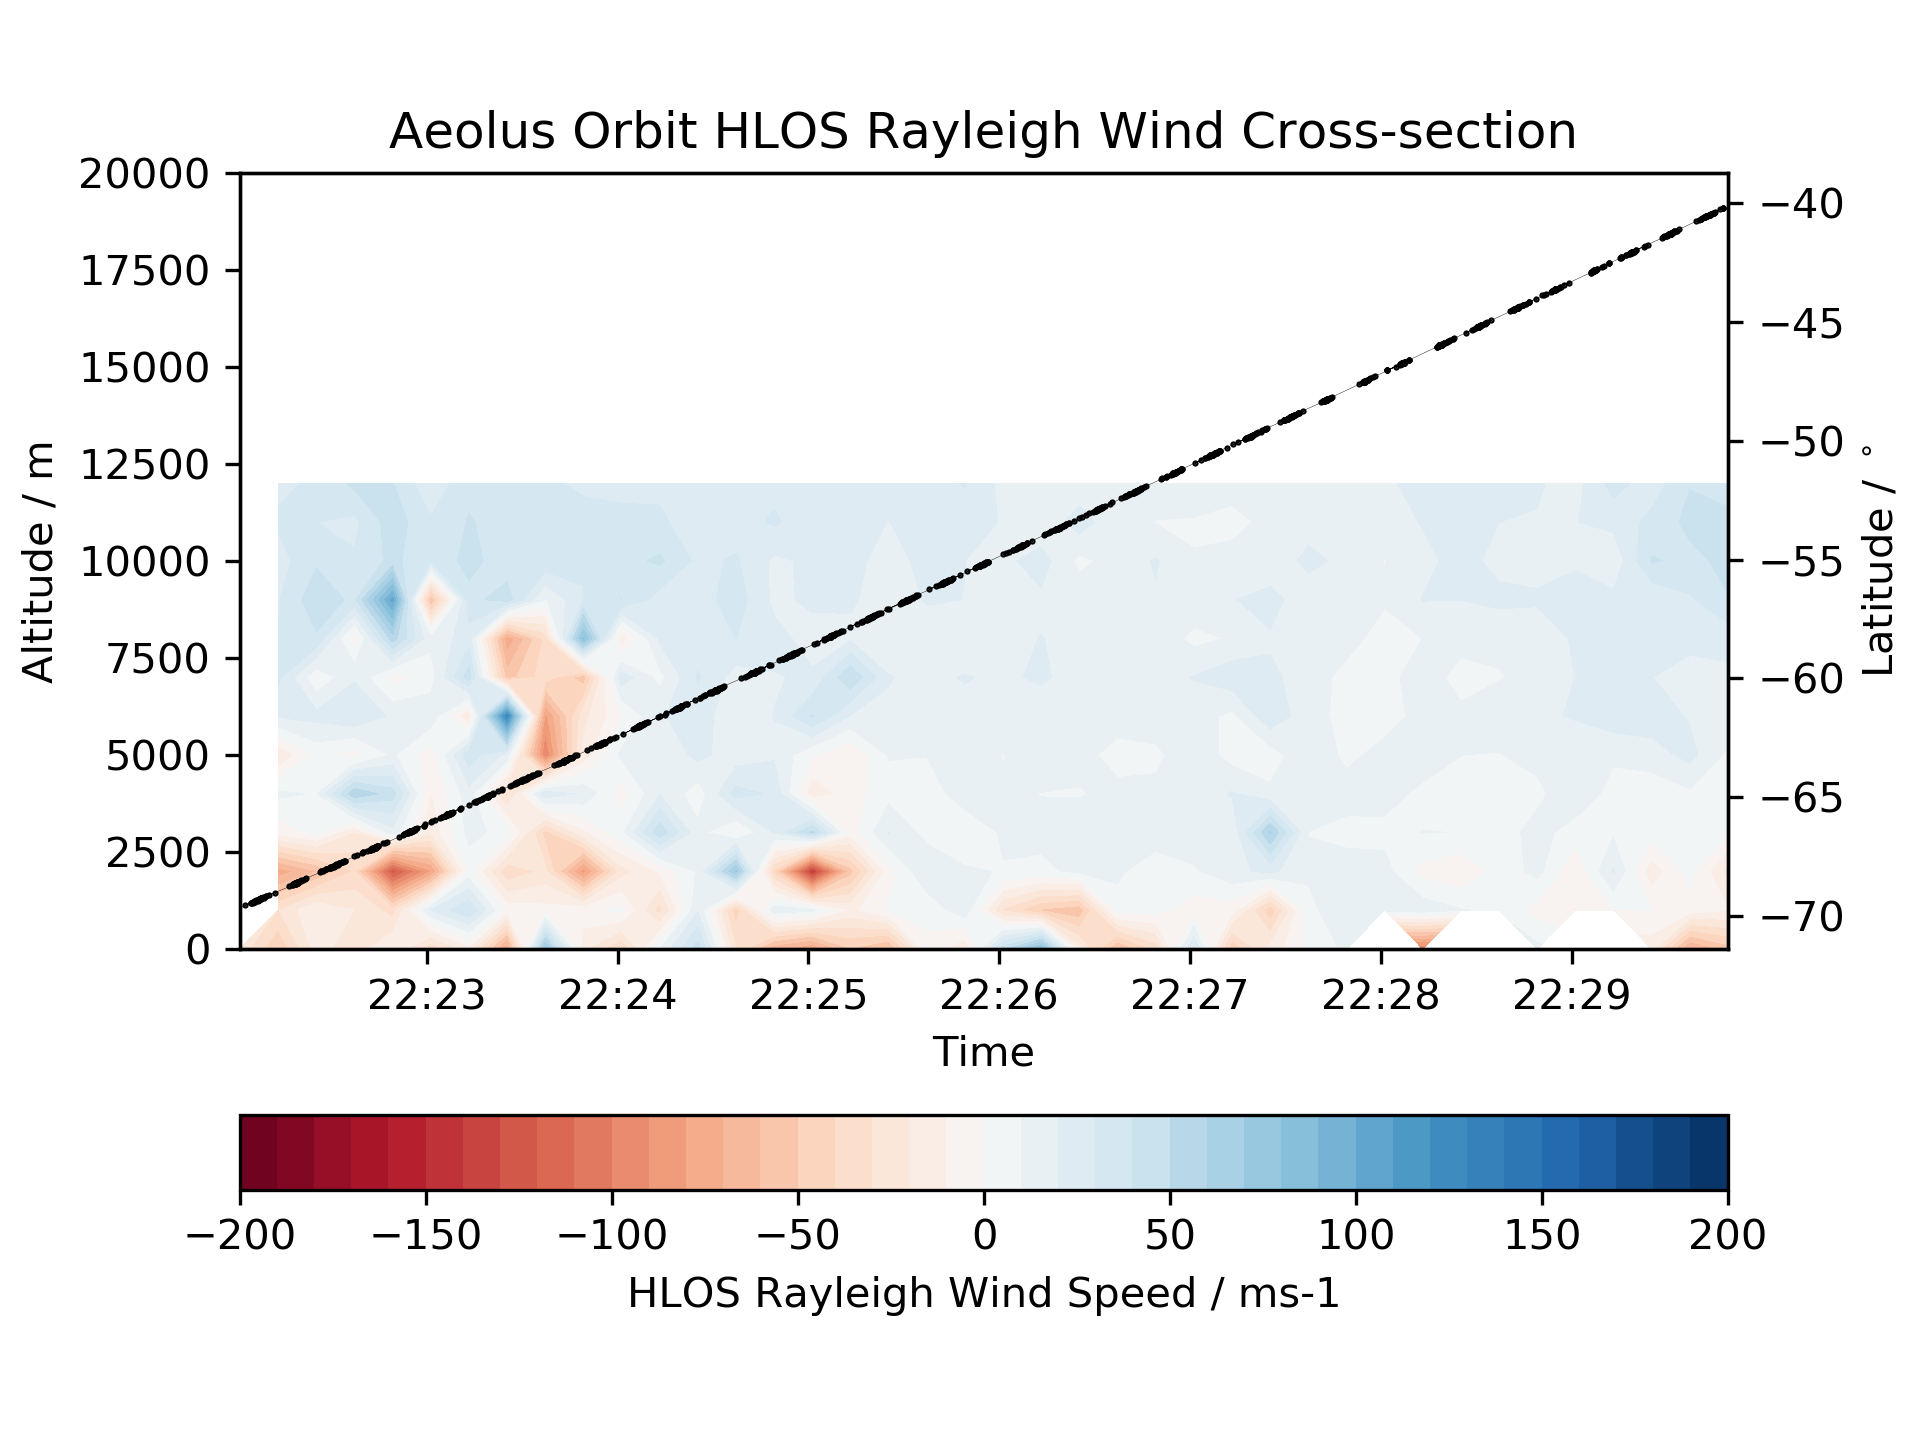 Aeolus Orbit HLOS Rayleigh Wind Cross-section
20000
17500
15000
12500
10000
7500
5000
2500
0
Altitude / m
−40
−45
−50
−55
−60
−65
−70
Latitude / °
22:23 22:24 22:25 22:26 22:27 22:28 22:29
Time
−200 −150 −100 −50 0 50 100 150 200
HLOS Rayleigh Wind Speed / ms-1